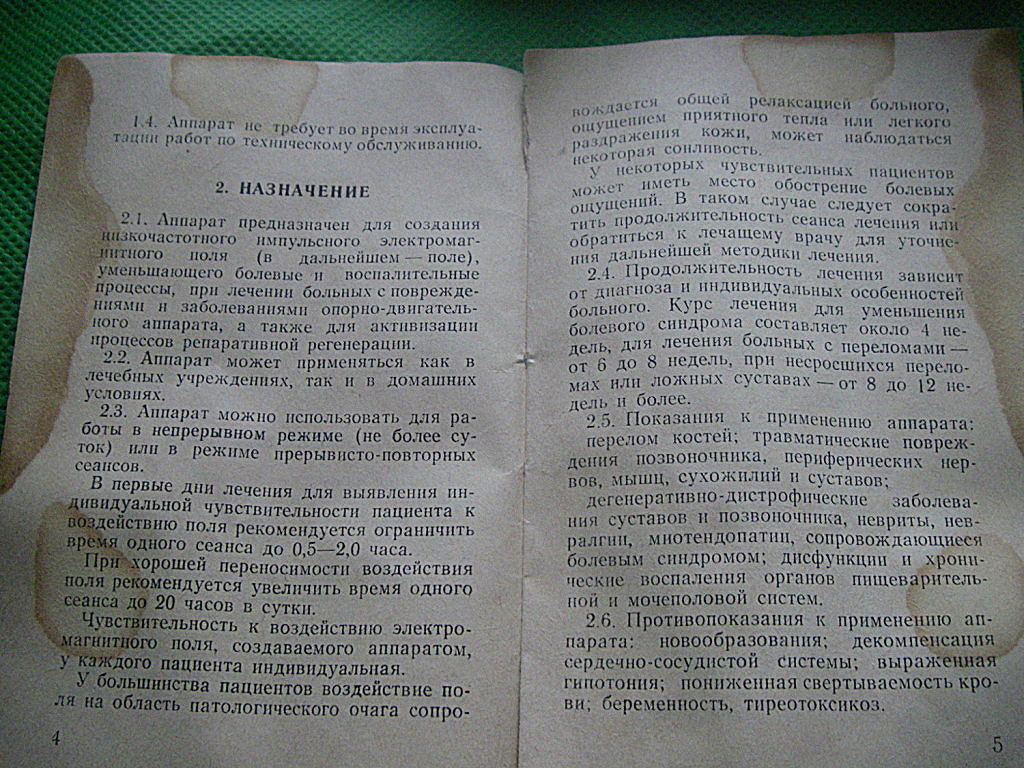 1.4. Аппарат не требует во время эксплуа-
тации работ по техническому обслуживанию.
2. НАЗНАЧЕНИЕ
2.1. Аппарат предназначен для создания
низкочастотного импульсного электромаг-
нитного поля (в дальнейшем — поле),
уменьшающего болевые и воспалительные
процессы, при лечении больных с поврежде-
ниями и заболеваниями опорно-двигатель-
ного аппарата, а также для активизации
процессов репаративной регенерации.
2.2. Аппарат может применяться как в
лечебных учреждениях, так и в домашних
условиях.
2.3. Аппарат можно использовать для ра-
боты в непрерывном режиме (не более су-
ток) или в режиме прерывисто-повторных
сеансов.
В первые дни лечения для выявления ин-
дивидуальной чувствительности пациента к
воздействию поля рекомендуется ограничить
время одного сеанса до 0,5—2,0 часа.
При хорошей переносимости воздействия
поля рекомендуется увеличить время одного
сеанса до 20 часов в сутки.
Чувствительность к воздействию электро-
магнитного поля, создаваемого аппаратом,
у каждого пациента индивидуальная.
У большинства пациентов воздействие по-
ля на область патологического очага сопро-
4
вождается общей релаксацией больного,
ощущением приятного тепла или легкого
раздражения кожи, может наблюдаться
некоторая сонливость.
У некоторых чувствительных пациентов
может иметь место обострение болевых
ощущений. В таком случае следует сокра-
тить продолжительность сеанса лечения или
обратиться к лечащему врачу для уточне-
ния дальнейшей методики лечения.
2.4. Продолжительность лечения зависит
от диагноза и индивидуальных особенностей
больного. Курс лечения для уменьшения
болевого синдрома составляет около 4 не-
дель, для лечения больных с переломами —
от 6 до 8 недель, при несросшихся перело-
мах или ложных суставах — от 8 до 12 не-
дель и более.
2.5. Показания к применению аппарата:
перелом костей; травматические повреж-
дения позвоночника, периферических нер-
вов, мышц, сухожилий и суставов;
дегенеративно-дистрофические заболева-
ния суставов и позвоночника, невриты, нев-
ралгии, миотендопатии, сопровождающиеся
болевым синдромом; дисфункции и хрони-
ческие воспаления органов пищеваритель-
ной и мочеполовой систем.
2.6. Противопоказания к применению ап-
парата: новообразования; декомпенсация
сердечно-сосудистой системы; выраженная
гипотония; пониженная свертываемость кро-
ви; беременность, тиреотоксикоз.
5